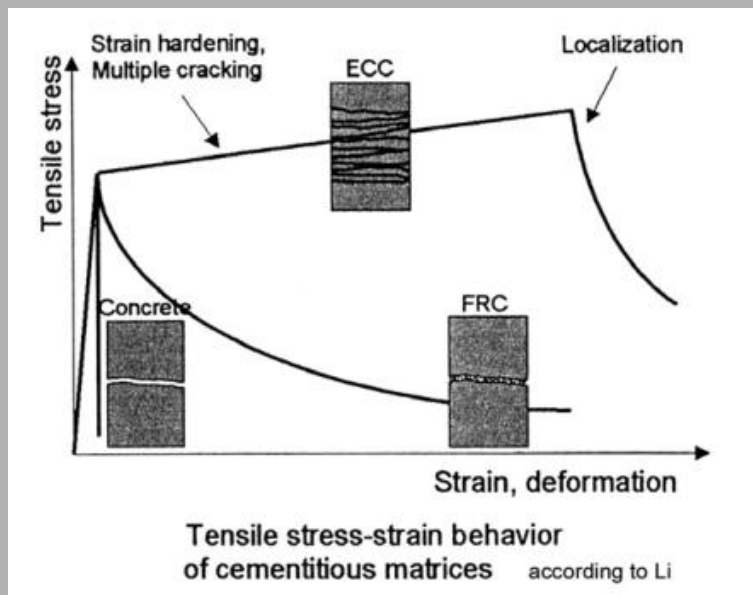 Strain hardening,
Multiple cracking
ECC
Localization
Tensile stress
Concrete
FRC
Strain, deformation
Tensile stress-strain behavior
of cementitious matrices according to Li